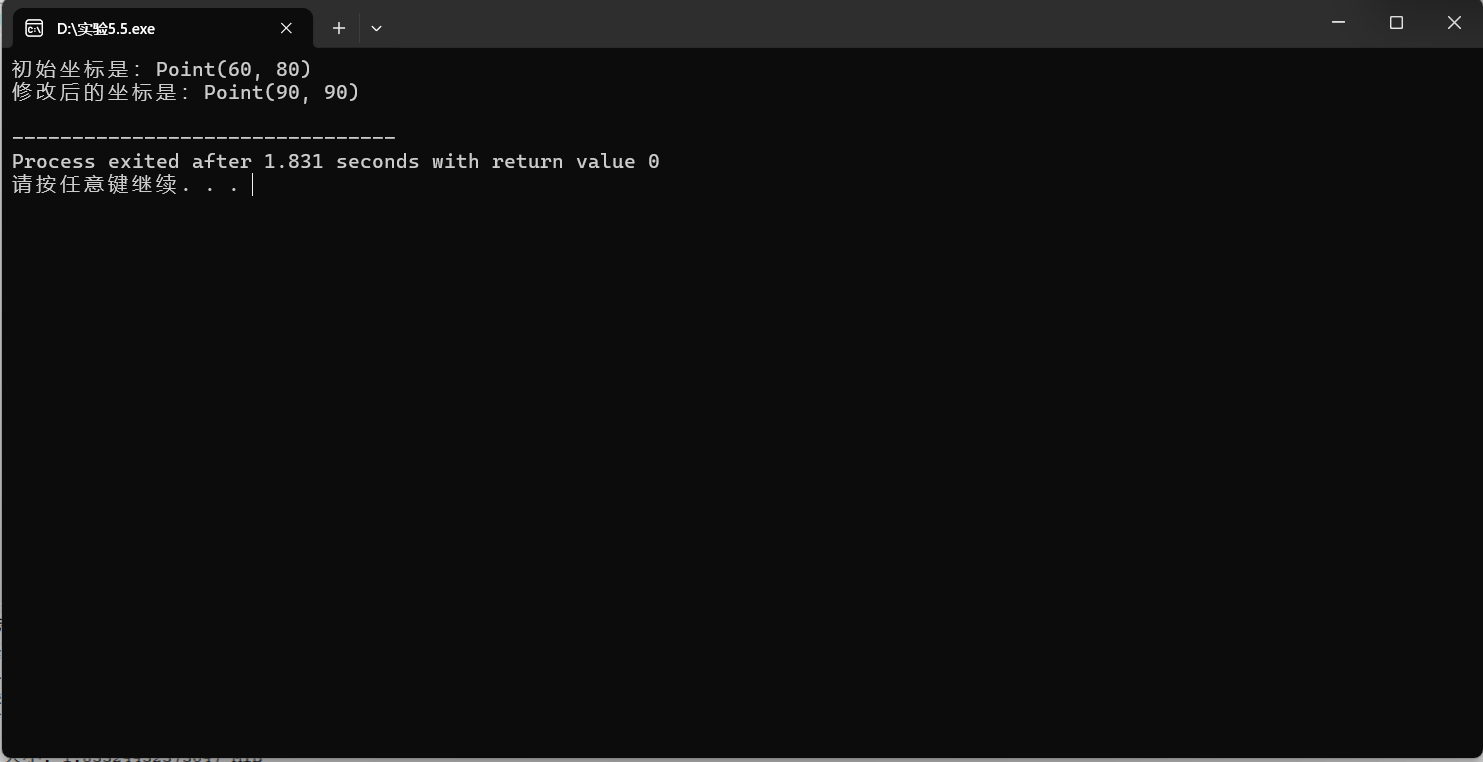 D:\实验5.5.exe
初始坐标是: Point(60, 80)
修改后的坐标是: Point(90, 90)
--------------------------------
Process exited after 1.831 seconds with return value 0
请按任意键继续. . .